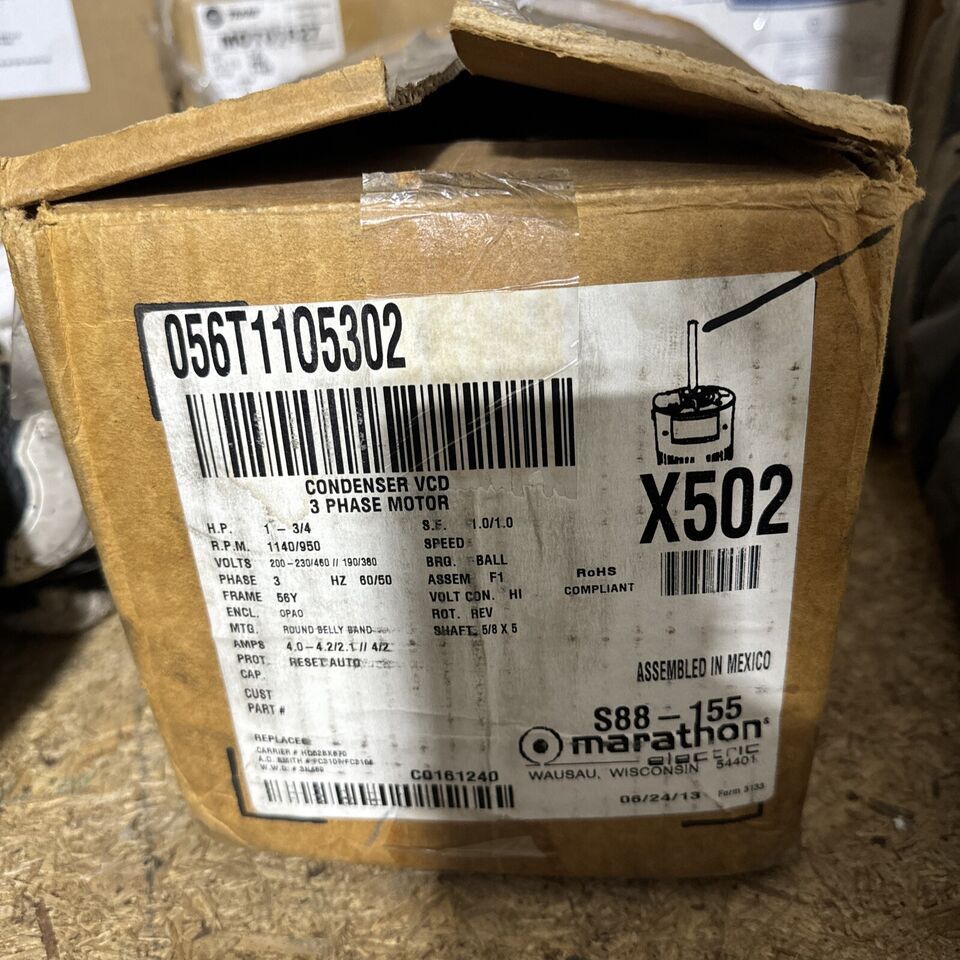 056T11O5302
CONDENSER VCD
3 PHASE MOTOR
H.P. 1 – 3/4
R.P.M. 1140/950
VOLTS 200-230/460 // 190/380
PHASE 3 HZ 60/50
FRAME 56Y
ENCL. OPAO
MTG. ROUND BELLY BAND
AMPS 4.0–4.2/2.1 // 4/2
PROT. RESET AUTO
CAP.
CUST
PART #
S.F. 1.0/1.0
SPEED
BRG. BALL
ASSEM F1
VOLT CON. HI
ROT. REV
SHAFT. 5/8 X 5
X502
RoHS
COMPLIANT
ASSEMBLED IN MEXICO
S88 – 155
marathon
electric
WAUSAU, WISCONSIN 54401
06/24/13 Form 3133
REPLACES
CARRIER #
A.O. SMITH #
W.W.G. #
C0161240